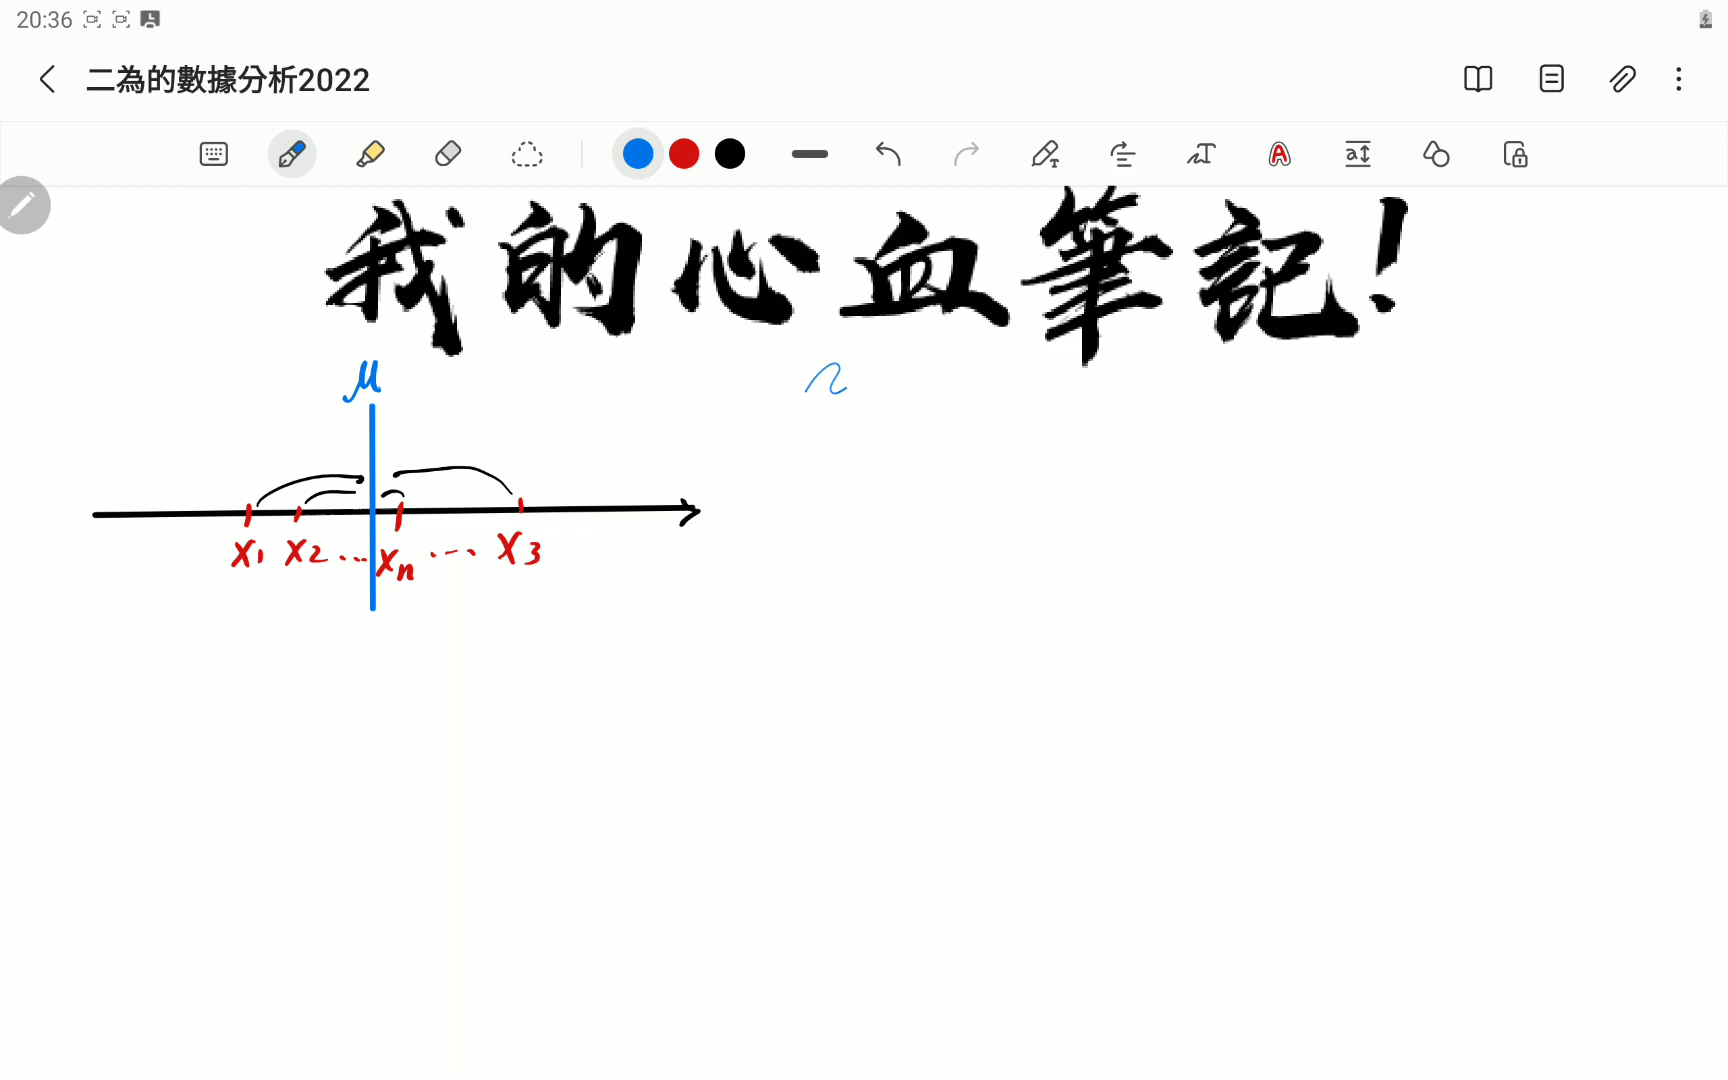 20:36
二為的數據分析2022
我的心血筆記!
μ
x1 x2 ... xn ... x3